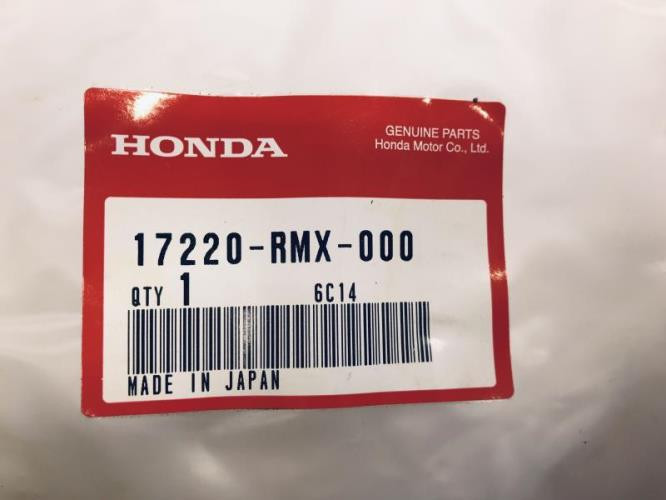 HONDA
GENUINE PARTS
Honda Motor Co., Ltd.
17220-RMX-000
QTY 1 6C14
MADE IN JAPAN